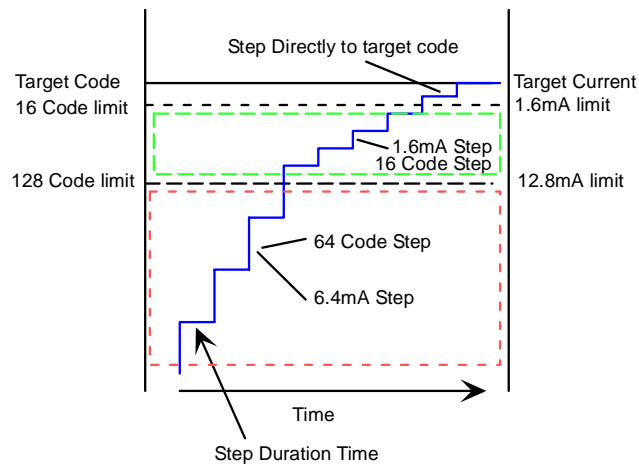 Step Directly to target code
Target Code
Target Current
16 Code limit
1.6mA limit
1.6mA Step
16 Code Step
128 Code limit
12.8mA limit
64 Code Step
6.4mA Step
Time
Step Duration Time